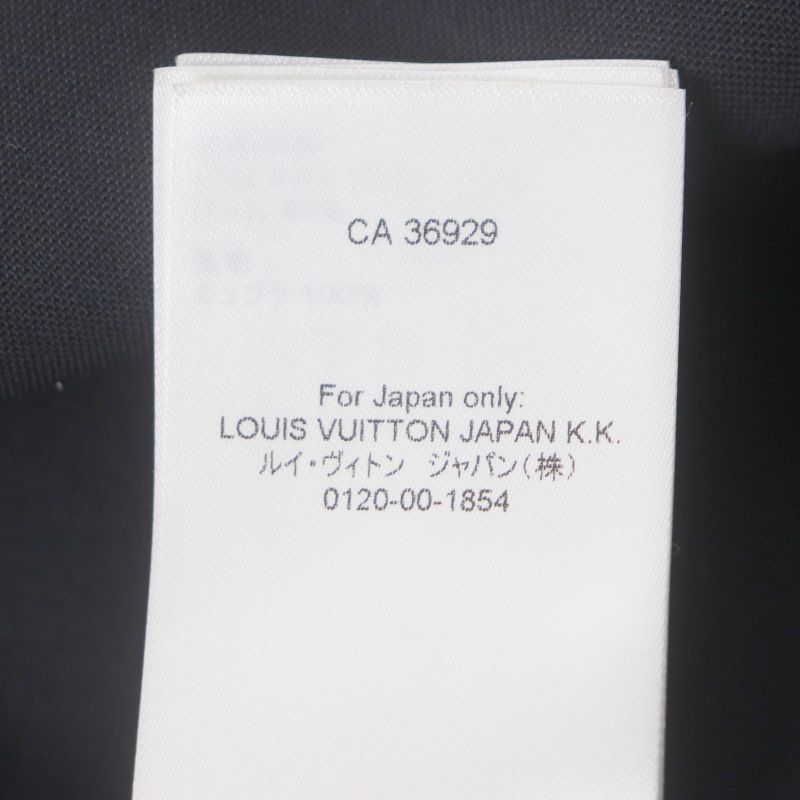 CA 36929
For Japan only:
LOUIS VUITTON JAPAN K.K.
ルイ・ヴィトン ジャパン(株)
0120-00-1854